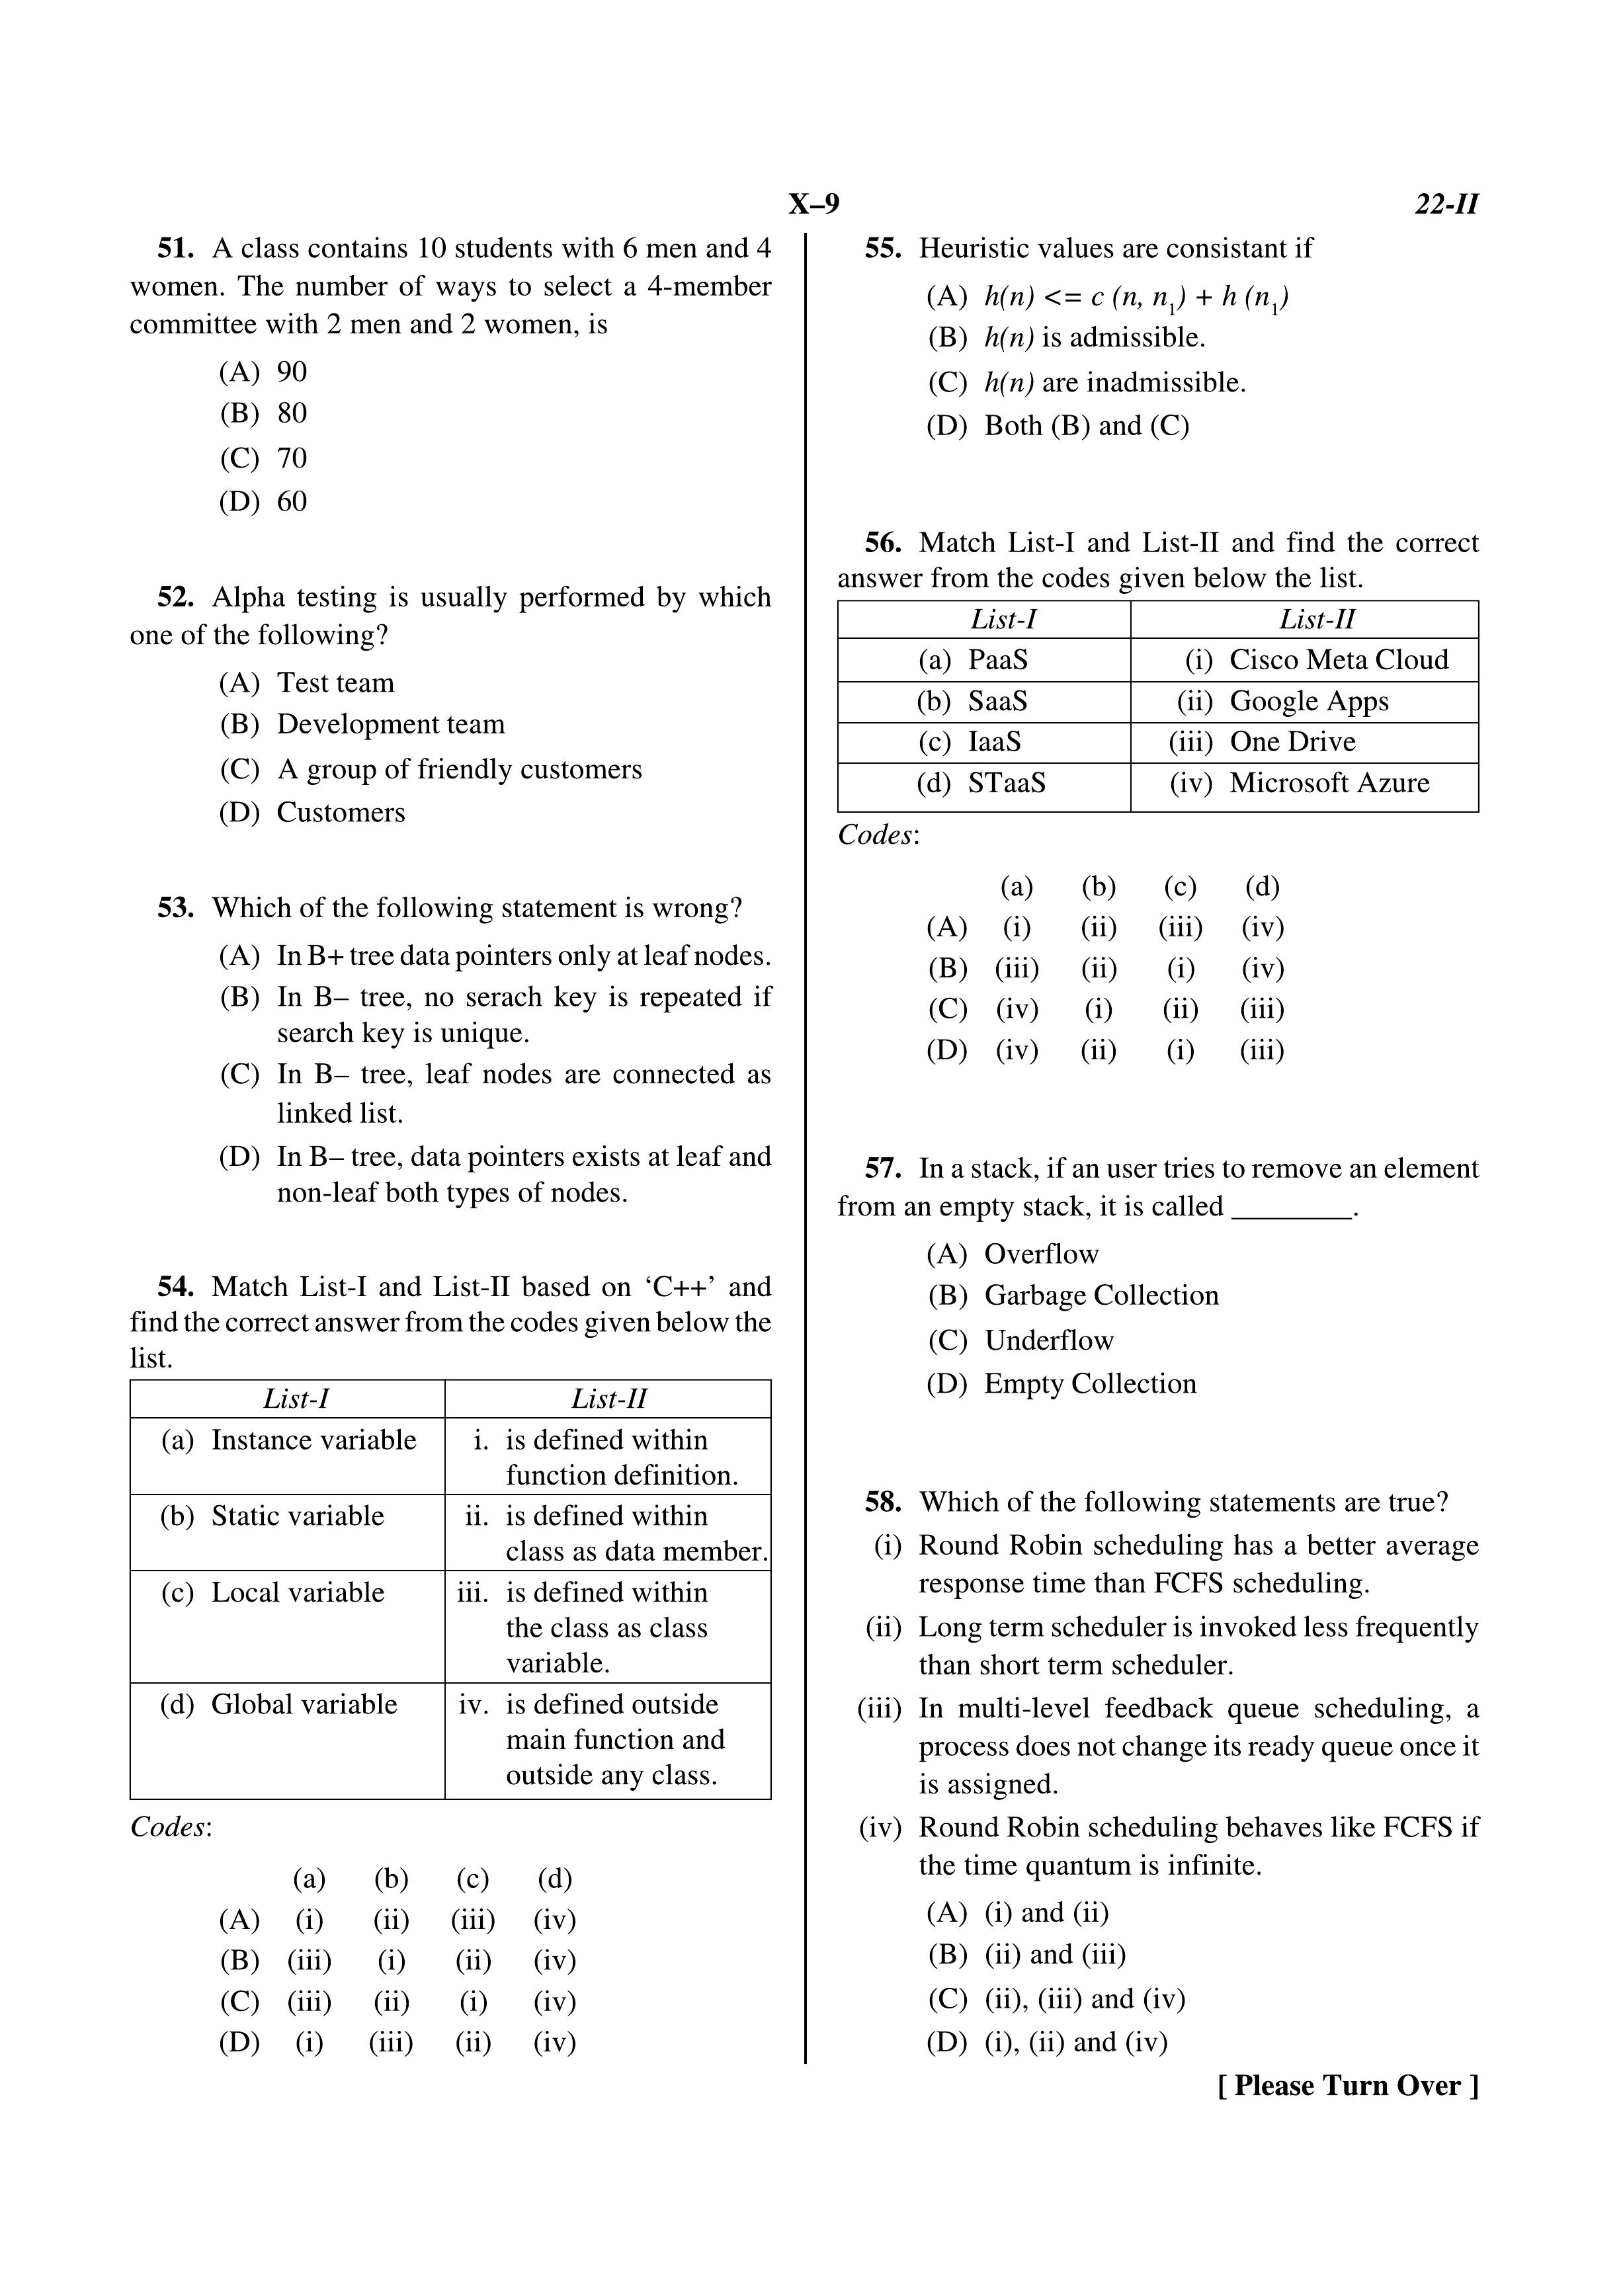 X–9
22-II
51. A class contains 10 students with 6 men and 4
women. The number of ways to select a 4-member
committee with 2 men and 2 women, is
(A) 90
(B) 80
(C) 70
(D) 60
52. Alpha testing is usually performed by which
one of the following?
(A) Test team
(B) Development team
(C) A group of friendly customers
(D) Customers
53. Which of the following statement is wrong?
(A) In B+ tree data pointers only at leaf nodes.
(B) In B– tree, no serach key is repeated if
search key is unique.
(C) In B– tree, leaf nodes are connected as
linked list.
(D) In B– tree, data pointers exists at leaf and
non-leaf both types of nodes.
54. Match List-I and List-II based on ‘C++’ and
find the correct answer from the codes given below the
list.
List-I List-II
(a) Instance variable i. is defined within
function definition.
(b) Static variable ii. is defined within
class as data member.
(c) Local variable iii. is defined within
the class as class
variable.
(d) Global variable iv. is defined outside
main function and
outside any class.
Codes:
(a) (b) (c) (d)
(A) (i) (ii) (iii) (iv)
(B) (iii) (i) (ii) (iv)
(C) (iii) (ii) (i) (iv)
(D) (i) (iii) (ii) (iv)
55. Heuristic values are consistant if
(A) h(n) <= c (n, n₁) + h (n₁)
(B) h(n) is admissible.
(C) h(n) are inadmissible.
(D) Both (B) and (C)
56. Match List-I and List-II and find the correct
answer from the codes given below the list.
List-I List-II
(a) PaaS (i) Cisco Meta Cloud
(b) SaaS (ii) Google Apps
(c) IaaS (iii) One Drive
(d) STaaS (iv) Microsoft Azure
Codes:
(a) (b) (c) (d)
(A) (i) (ii) (iii) (iv)
(B) (iii) (ii) (i) (iv)
(C) (iv) (i) (ii) (iii)
(D) (iv) (ii) (i) (iii)
57. In a stack, if an user tries to remove an element
from an empty stack, it is called ________.
(A) Overflow
(B) Garbage Collection
(C) Underflow
(D) Empty Collection
58. Which of the following statements are true?
(i) Round Robin scheduling has a better average
response time than FCFS scheduling.
(ii) Long term scheduler is invoked less frequently
than short term scheduler.
(iii) In multi-level feedback queue scheduling, a
process does not change its ready queue once it
is assigned.
(iv) Round Robin scheduling behaves like FCFS if
the time quantum is infinite.
(A) (i) and (ii)
(B) (ii) and (iii)
(C) (ii), (iii) and (iv)
(D) (i), (ii) and (iv)
[ Please Turn Over ]